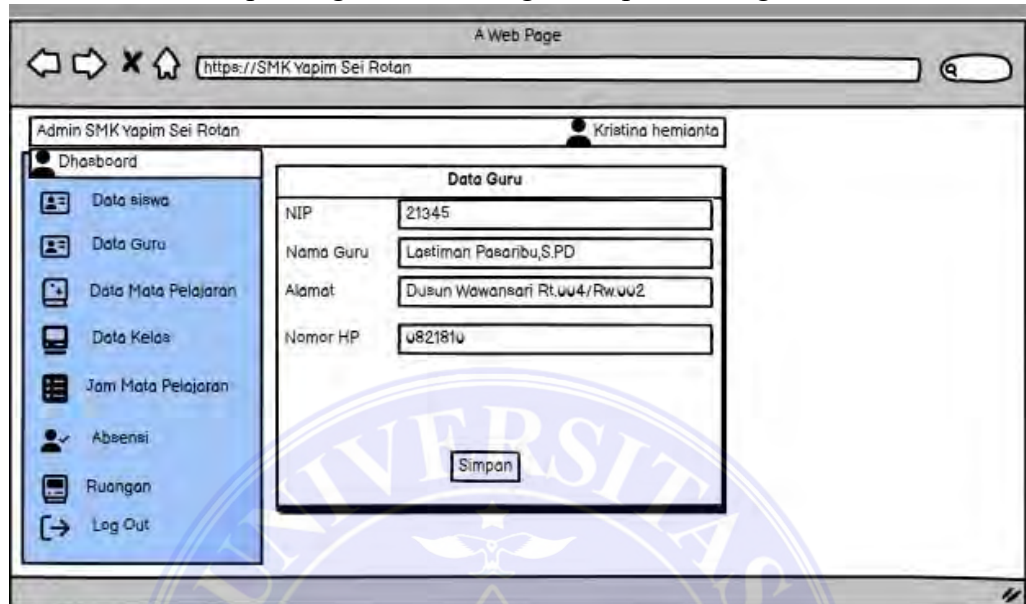 A Web Page
https://SMK Yapim Sei Rotan
Admin SMK Yapim Sei Rotan
Kristina hemianta
Dhasboard
Data siswa
Data Guru
Data Mata Pelajaran
Data Kelas
Jam Mata Pelajaran
Absensi
Ruangan
Log Out
Data Guru
NIP
21345
Nama Guru
Lastiman Pasaribu,S.PD
Alamat
Dusun Wawansari Rt.004/Rw.002
Nomor HP
0821810
Simpan
UNIVERSITAS